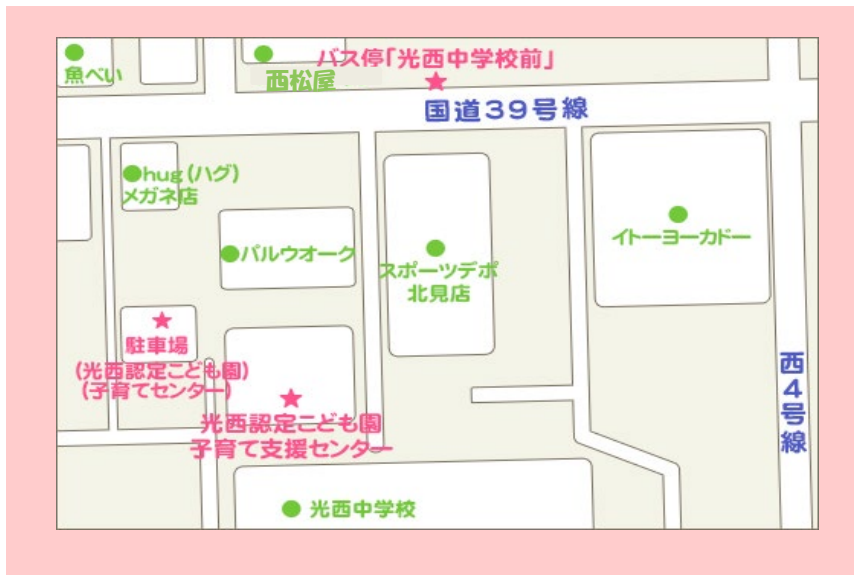 バス停「光西中学校前」
魚べい
西松屋
国道39号線
hug(ハグ)
メガネ店
パルウオーク
イトーヨーカドー
スポーツデポ
北見店
駐車場
(光西認定こども園)
(子育てセンター)
西4号線
光西認定こども園
子育て支援センター
光西中学校